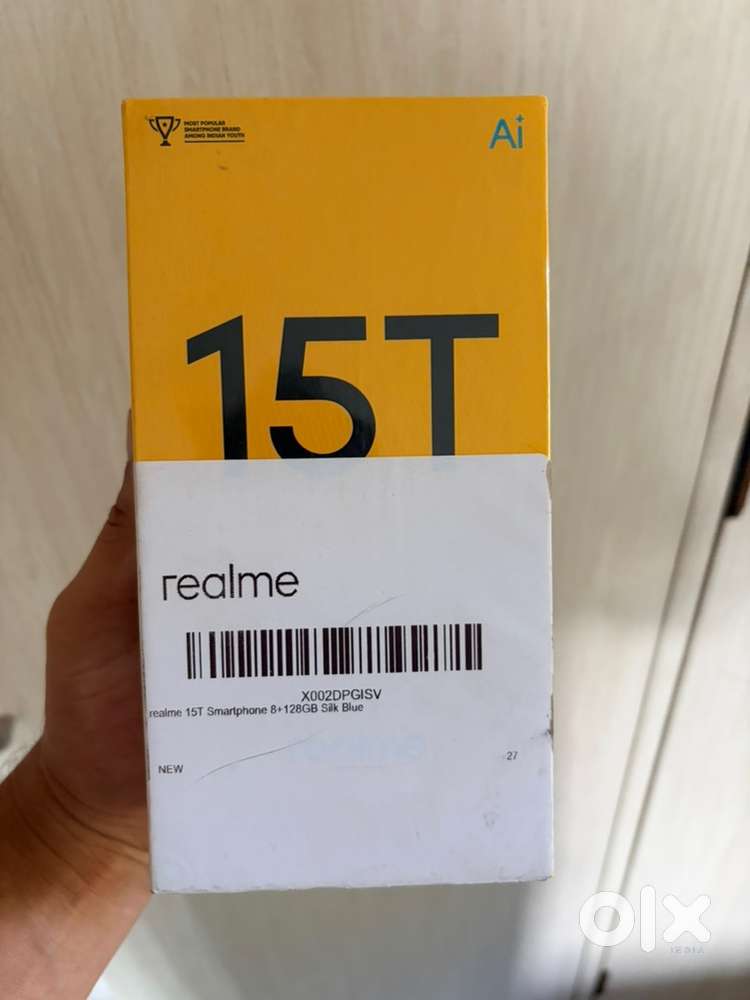 MOST POPULAR
SMARTPHONE BRAND
AMONG INDIAN YOUTH
Ai+
15T
realme
X002DPGISV
realme 15T Smartphone 8+128GB Silk Blue
NEW
27
olx
INDIA